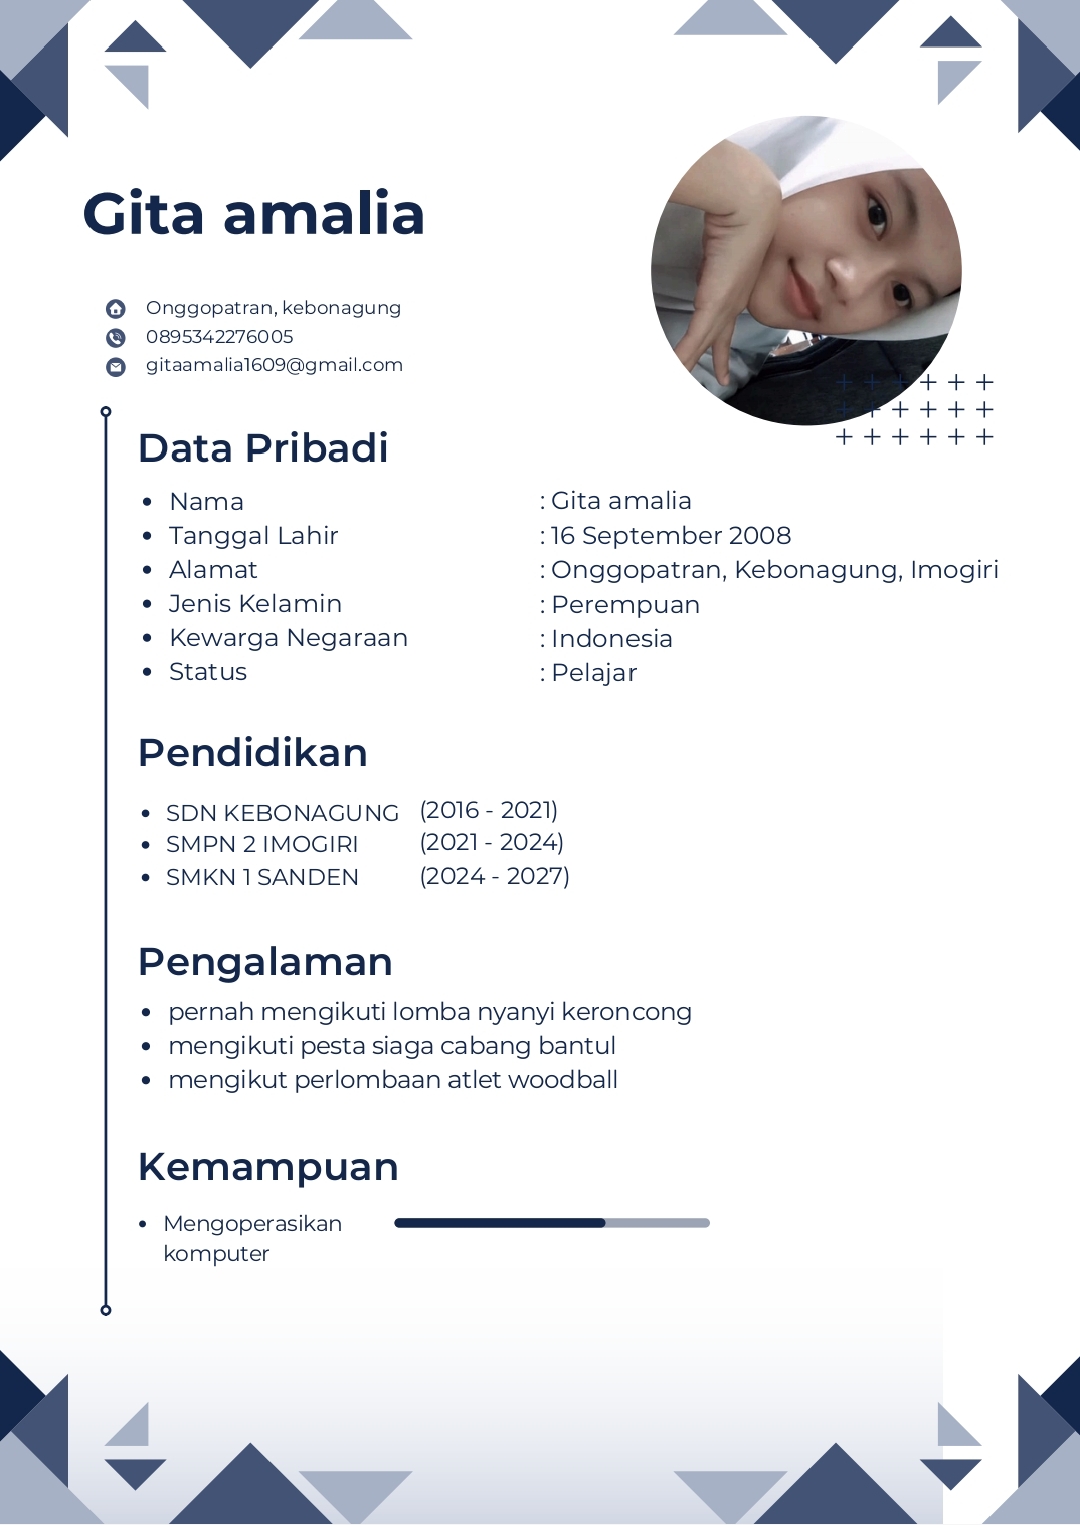 Gita amalia
Onggopatran, kebonagung
0895342276005
gitaamalia1609@gmail.com
Data Pribadi
• Nama : Gita amalia
• Tanggal Lahir : 16 September 2008
• Alamat : Onggopatran, Kebonagung, Imogiri
• Jenis Kelamin : Perempuan
• Kewarga Negaraan : Indonesia
• Status : Pelajar
Pendidikan
• SDN KEBONAGUNG (2016 - 2021)
• SMPN 2 IMOGIRI (2021 - 2024)
• SMKN 1 SANDEN (2024 - 2027)
Pengalaman
• pernah mengikuti lomba nyanyi keroncong
• mengikuti pesta siaga cabang bantul
• mengikut perlombaan atlet woodball
Kemampuan
• Mengoperasikan
komputer